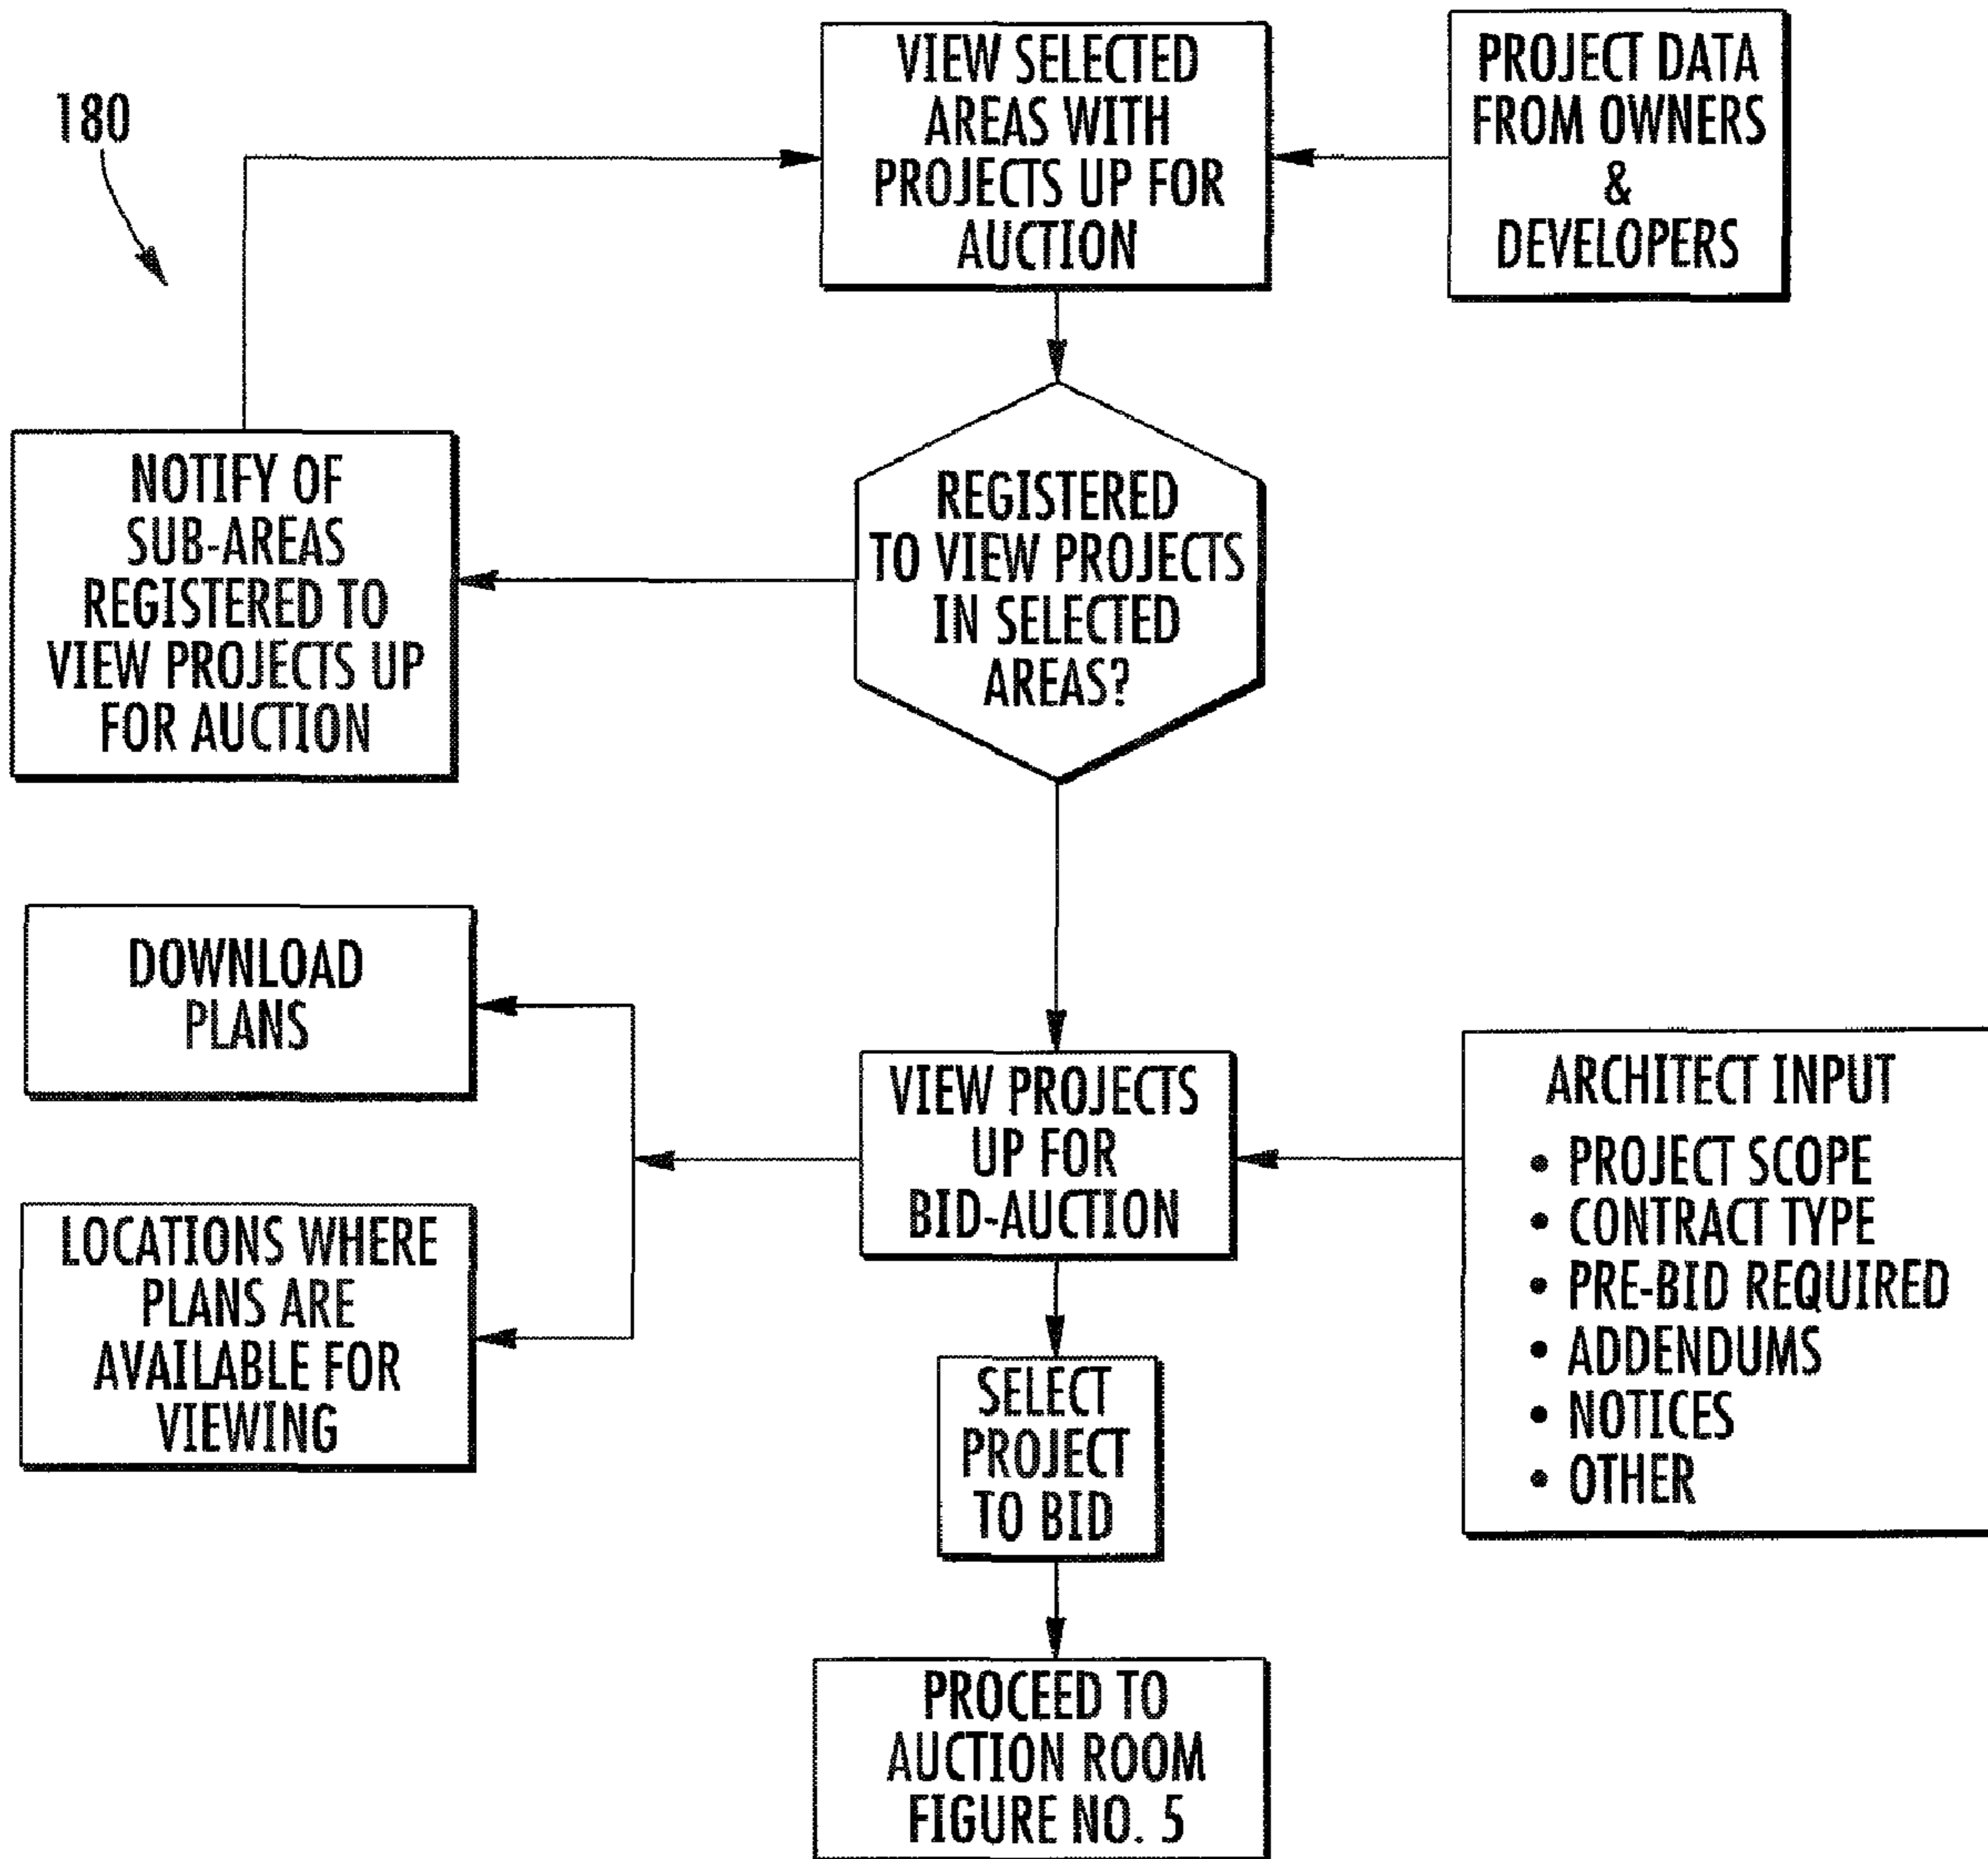 180
VIEW SELECTED
AREAS WITH
PROJECTS UP FOR
AUCTION
PROJECT DATA
FROM OWNERS
&
DEVELOPERS
NOTIFY OF
SUB-AREAS
REGISTERED TO
VIEW PROJECTS UP
FOR AUCTION
REGISTERED
TO VIEW PROJECTS
IN SELECTED
AREAS?
DOWNLOAD
PLANS
LOCATIONS WHERE
PLANS ARE
AVAILABLE FOR
VIEWING
VIEW PROJECTS
UP FOR
BID-AUCTION
ARCHITECT INPUT
• PROJECT SCOPE
• CONTRACT TYPE
• PRE-BID REQUIRED
• ADDENDUMS
• NOTICES
• OTHER
SELECT
PROJECT
TO BID
PROCEED TO
AUCTION ROOM
FIGURE NO. 5